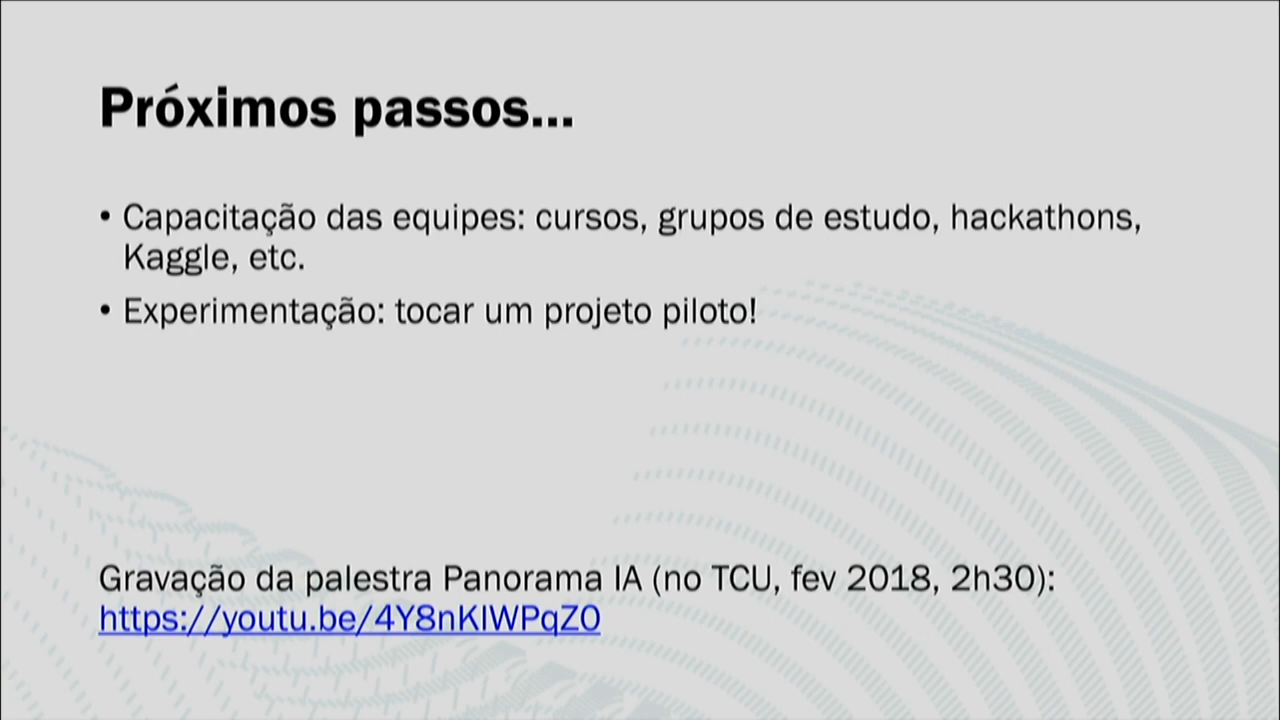 Próximos passos...
• Capacitação das equipes: cursos, grupos de estudo, hackathons,
Kaggle, etc.
• Experimentação: tocar um projeto piloto!
Gravação da palestra Panorama IA (no TCU, fev 2018, 2h30):
https://youtu.be/4Y8nKIWPqZ0